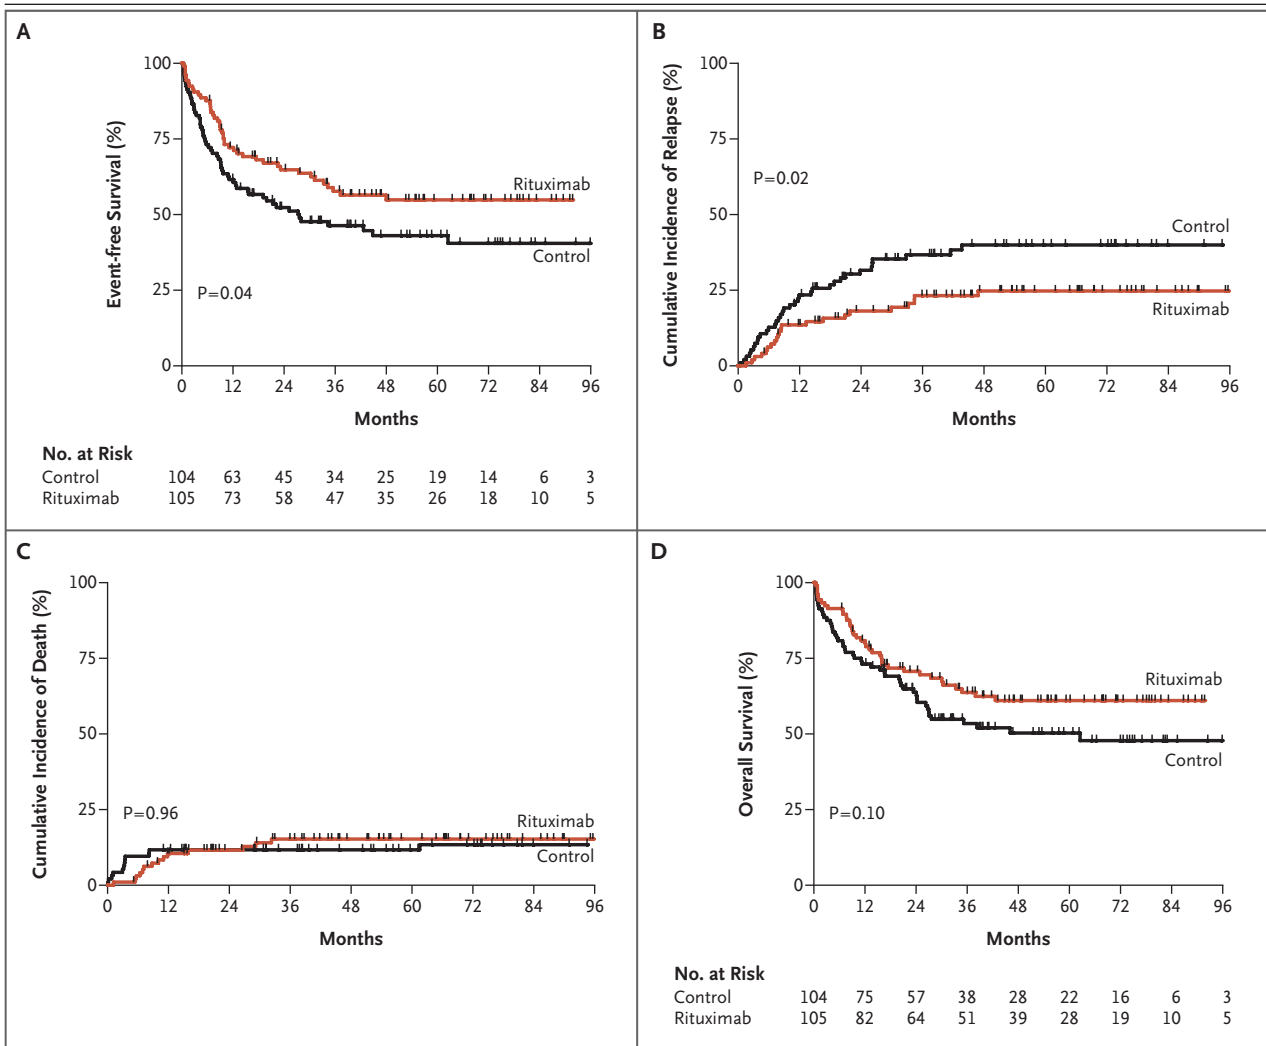 A
Event-free Survival (%)
100
75
50
25
0
Rituximab
Control
P=0.04
0 12 24 36 48 60 72 84 96
Months
No. at Risk
Control 104 63 45 34 25 19 14 6 3
Rituximab 105 73 58 47 35 26 18 10 5
B
Cumulative Incidence of Relapse (%)
100
75
50
25
0
P=0.02
Control
Rituximab
0 12 24 36 48 60 72 84 96
Months
C
Cumulative Incidence of Death (%)
100
75
50
25
0
P=0.96
Rituximab
Control
0 12 24 36 48 60 72 84 96
Months
D
Overall Survival (%)
100
75
50
25
0
Rituximab
Control
P=0.10
0 12 24 36 48 60 72 84 96
Months
No. at Risk
Control 104 75 57 38 28 22 16 6 3
Rituximab 105 82 64 51 39 28 19 10 5